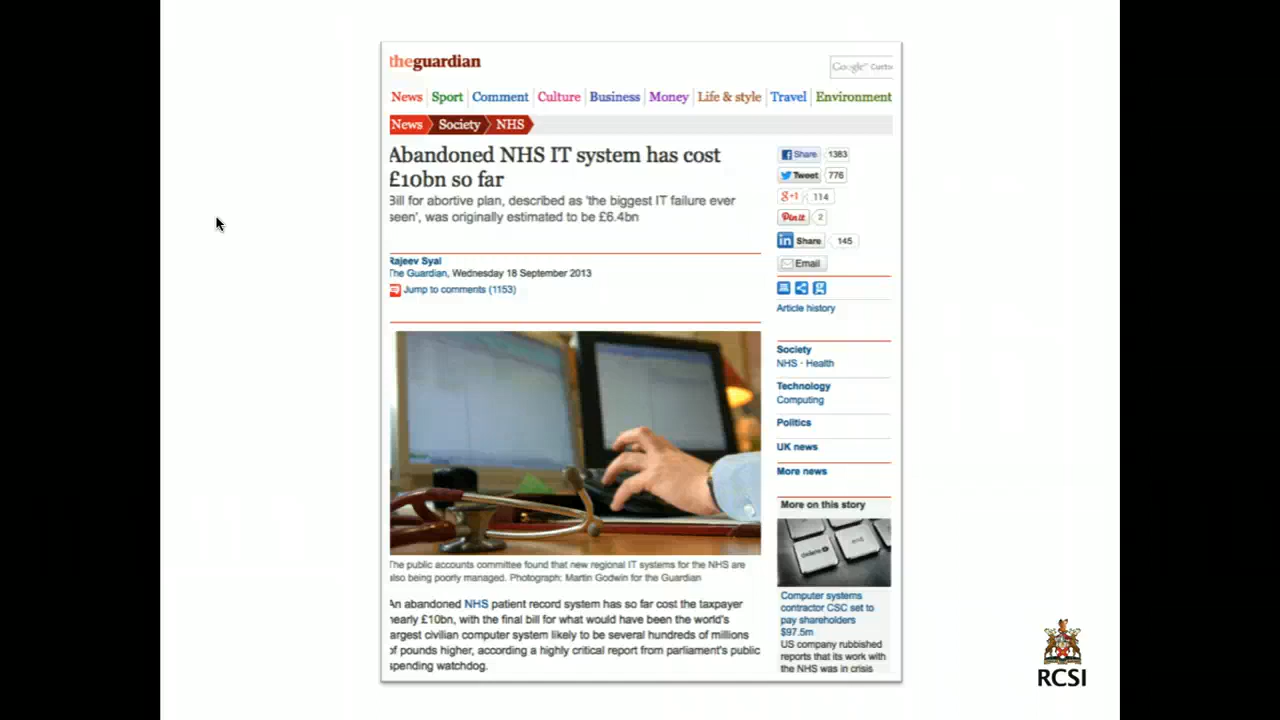 theguardian
Google™
News Sport Comment Culture Business Money Life & style Travel Environment
News Society NHS
Abandoned NHS IT system has cost
£10bn so far
Bill for abortive plan, described as 'the biggest IT failure ever
seen', was originally estimated to be £6.4bn
Rajeev Syal
The Guardian, Wednesday 18 September 2013
Jump to comments (1153)
The public accounts committee found that new regional IT systems for the NHS are
also being poorly managed. Photograph: Martin Godwin for the Guardian
An abandoned NHS patient record system has so far cost the taxpayer
nearly £10bn, with the final bill for what would have been the world's
largest civilian computer system likely to be several hundreds of millions
of pounds higher, according a highly critical report from parliament's public
spending watchdog.
Share 1383
Tweet 776
g+1 114
Pin it 2
in Share 145
Email
Article history
Society
NHS · Health
Technology
Computing
Politics
UK news
More news
More on this story
delete
end
Computer systems
contractor CSC set to
pay shareholders
$97.5m
US company rubbished
reports that its work with
the NHS was in crisis
RCSI